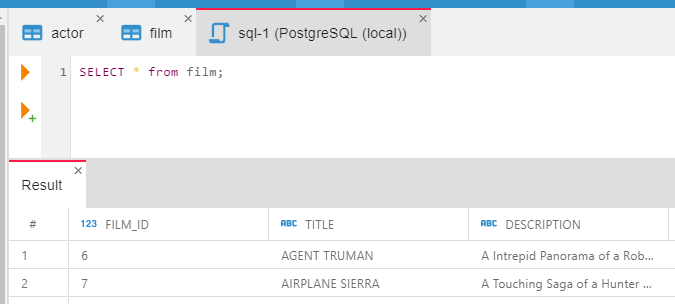 actor film sql-1 (PostgreSQL (local))
1 SELECT * from film;
Result
# 123 FILM_ID ABC TITLE ABC DESCRIPTION
1 6 AGENT TRUMAN A Intrepid Panorama of a Rob...
2 7 AIRPLANE SIERRA A Touching Saga of a Hunter ...